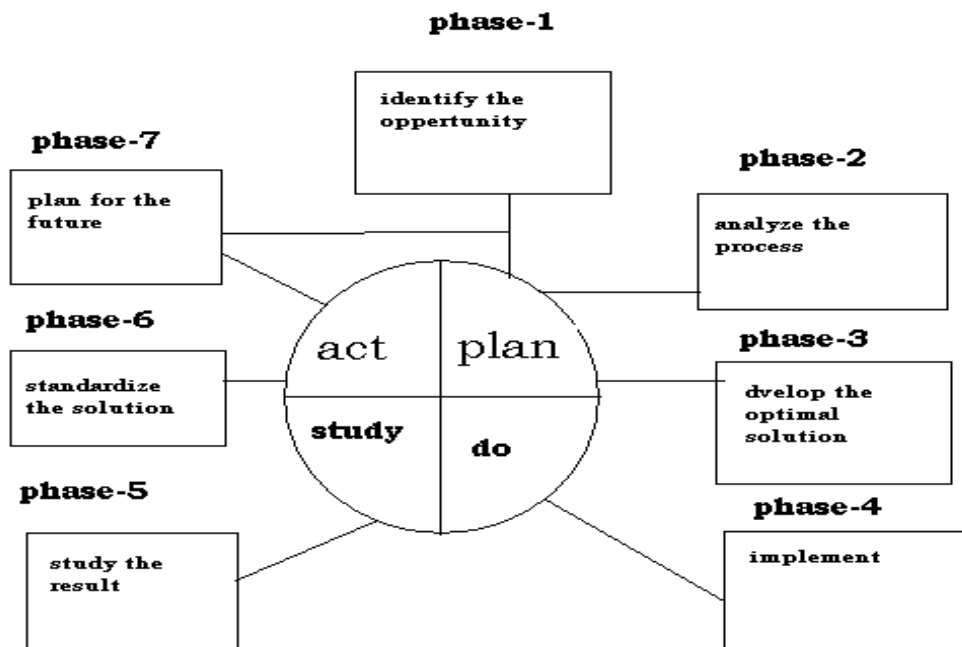 phase-1
identify the
oppertunity
phase-2
analyze the
process
phase-3
dvelop the
optimal
solution
phase-4
implement
phase-5
study the
result
phase-6
standardize
the solution
phase-7
plan for the
future
act
plan
study
do